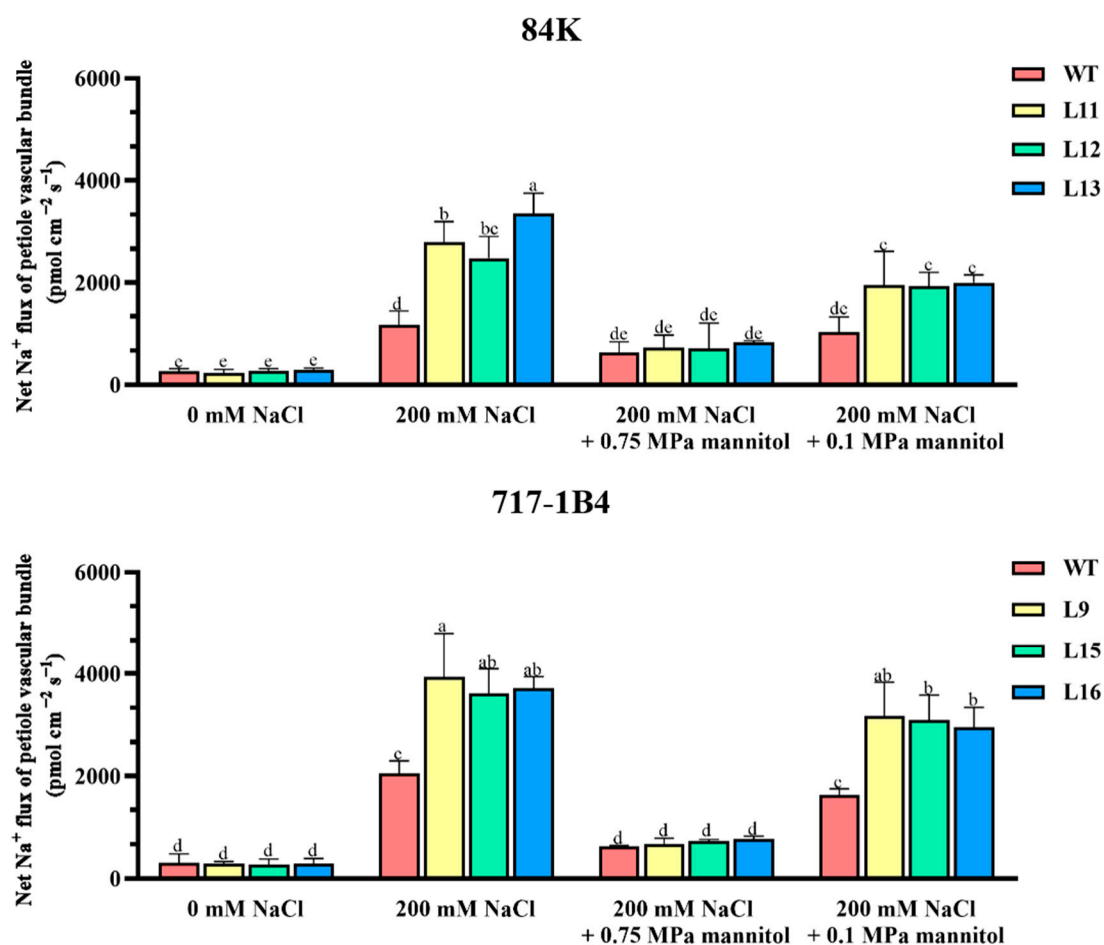 84K
Net Na⁺ flux of petiole vascular bundle
(pmol cm⁻² s⁻¹)
6000
4000
2000
0
WT
L11
L12
L13
e e e e
d b bc a
de de de de
de c c c
0 mM NaCl
200 mM NaCl
200 mM NaCl
+ 0.75 MPa mannitol
200 mM NaCl
+ 0.1 MPa mannitol
717-1B4
Net Na⁺ flux of petiole vascular bundle
(pmol cm⁻² s⁻¹)
6000
4000
2000
0
WT
L9
L15
L16
d d d d
c a ab ab
d d d d
c ab b b
0 mM NaCl
200 mM NaCl
200 mM NaCl
+ 0.75 MPa mannitol
200 mM NaCl
+ 0.1 MPa mannitol